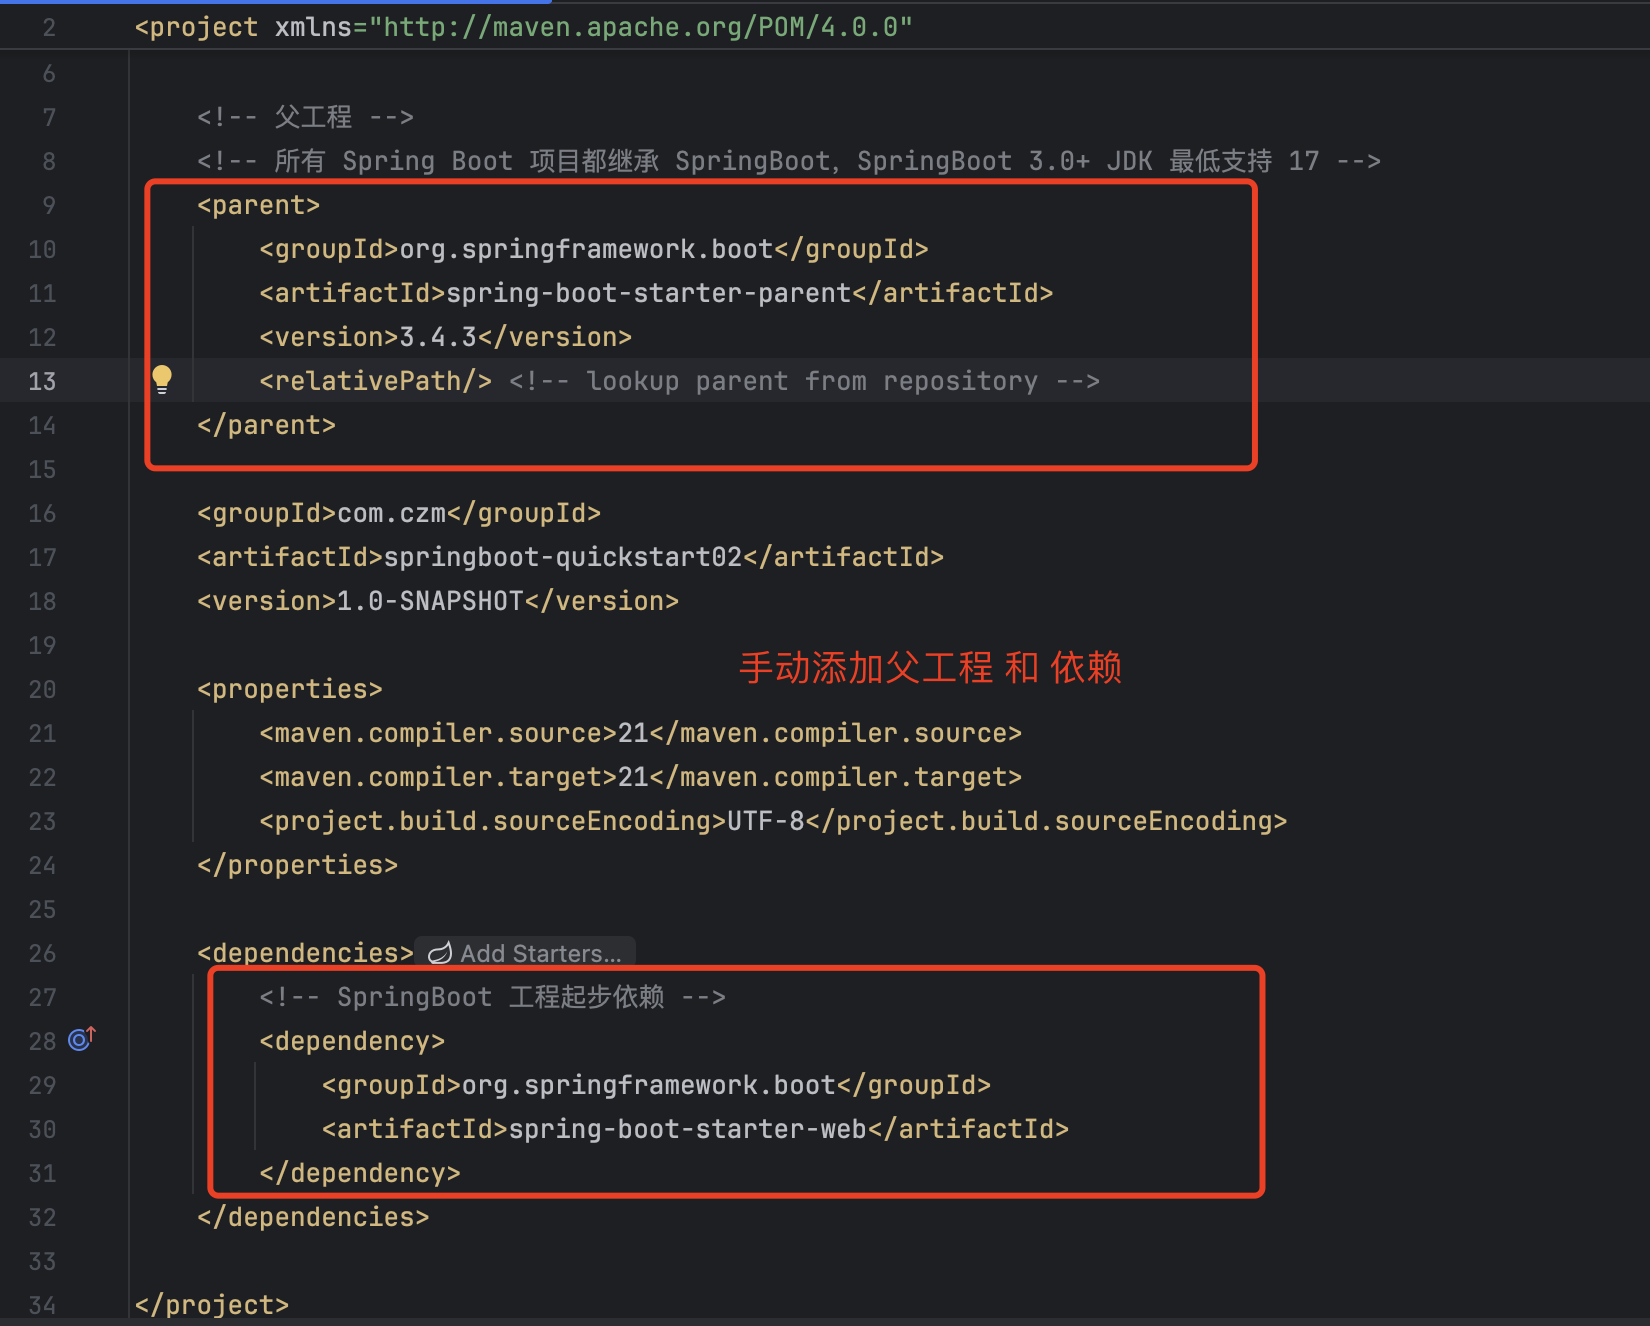 2 <project xmlns="http://maven.apache.org/POM/4.0.0"
6
7 <!-- 父工程 -->
8 <!-- 所有 Spring Boot 项目都继承 SpringBoot, SpringBoot 3.0+ JDK 最低支持 17 -->
9 <parent>
10 <groupId>org.springframework.boot</groupId>
11 <artifactId>spring-boot-starter-parent</artifactId>
12 <version>3.4.3</version>
13 <relativePath/> <!-- lookup parent from repository -->
14 </parent>
15
16 <groupId>com.czm</groupId>
17 <artifactId>springboot-quickstart02</artifactId>
18 <version>1.0-SNAPSHOT</version>
19
手动添加父工程 和 依赖
20 <properties>
21 <maven.compiler.source>21</maven.compiler.source>
22 <maven.compiler.target>21</maven.compiler.target>
23 <project.build.sourceEncoding>UTF-8</project.build.sourceEncoding>
24 </properties>
25
26 <dependencies> Add Starters...
27 <!-- SpringBoot 工程起步依赖 -->
28 <dependency>
29 <groupId>org.springframework.boot</groupId>
30 <artifactId>spring-boot-starter-web</artifactId>
31 </dependency>
32 </dependencies>
33
34 </project>